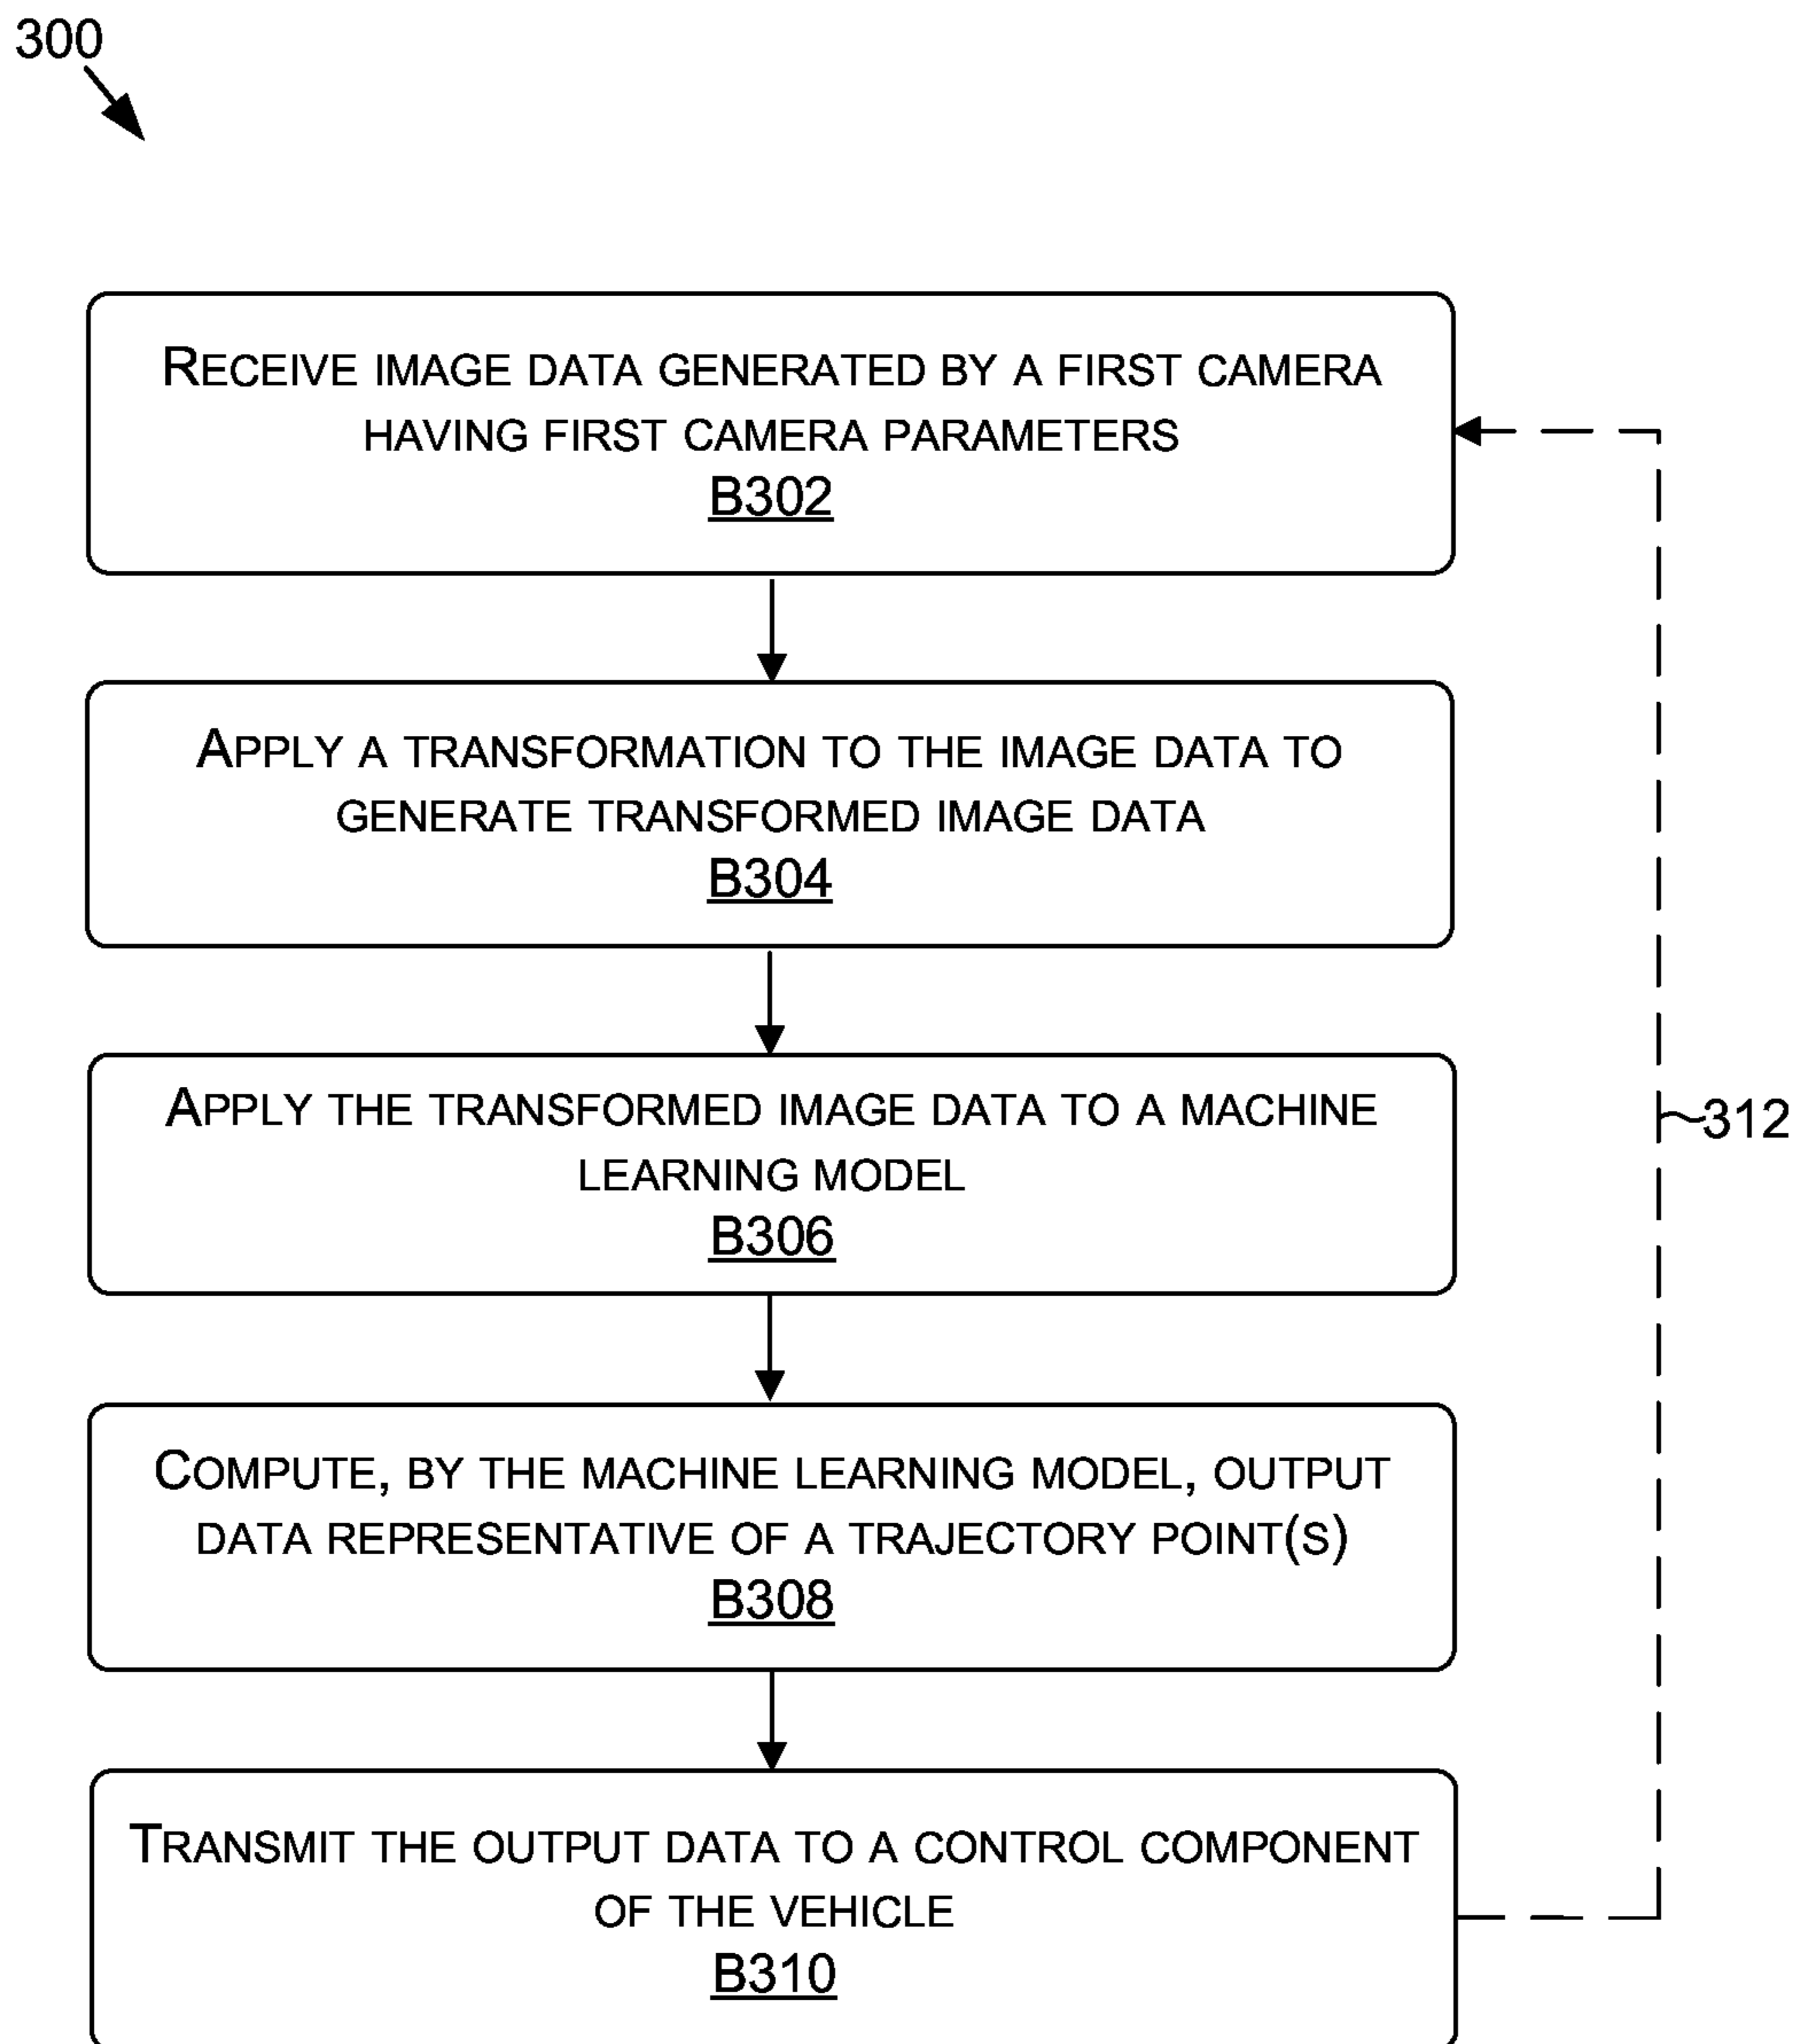 300
Receive image data generated by a first camera
having first camera parameters
B302
Apply a transformation to the image data to
generate transformed image data
B304
Apply the transformed image data to a machine
learning model
B306
312
Compute, by the machine learning model, output
data representative of a trajectory point(s)
B308
Transmit the output data to a control component
of the vehicle
B310